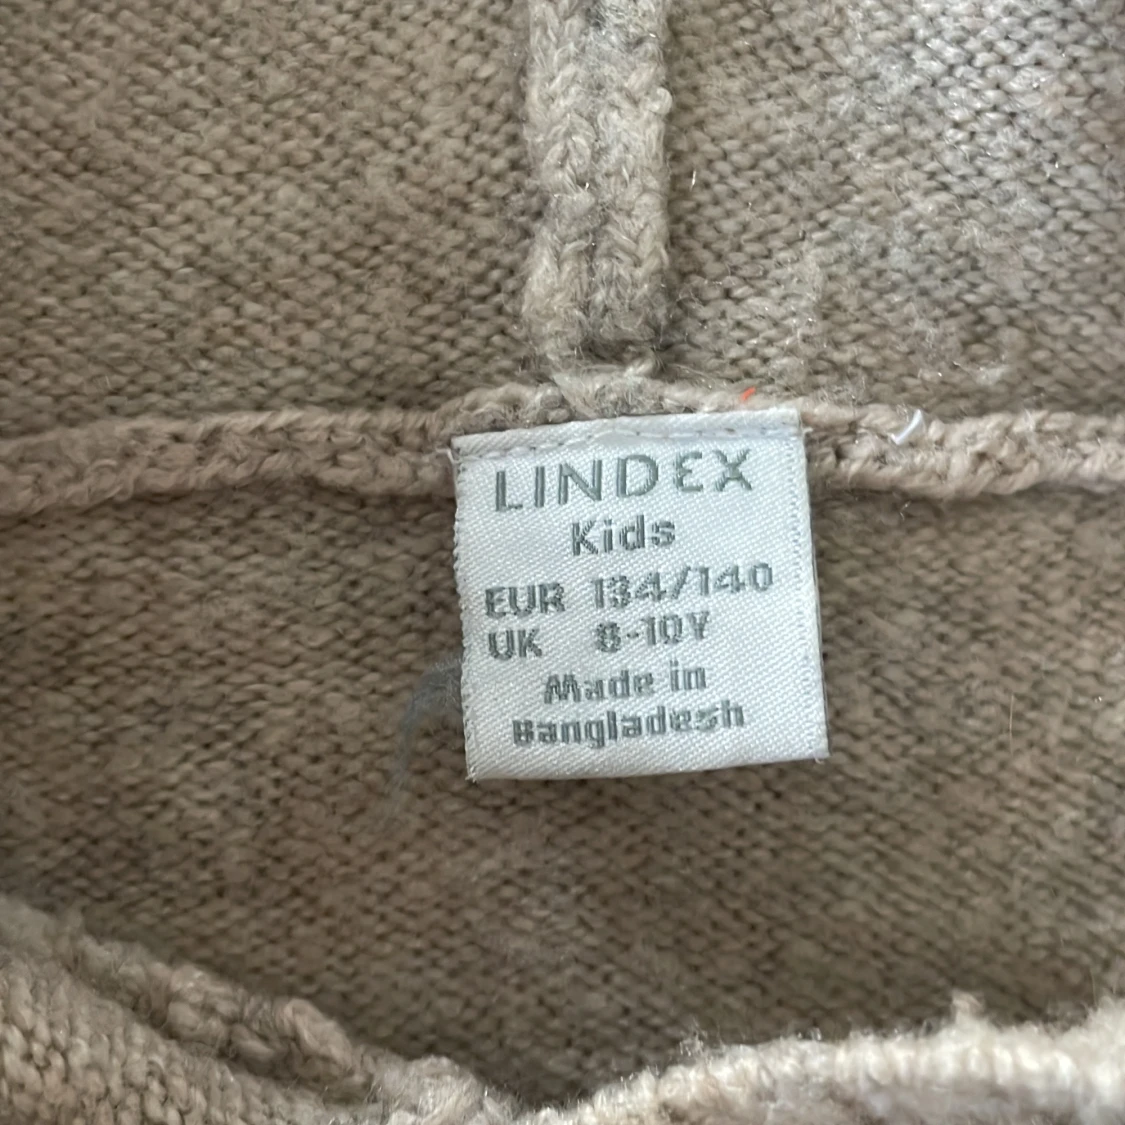 LINDEX
Kids
EUR 134/140
UK 8-10Y
Made in
Bangladesh